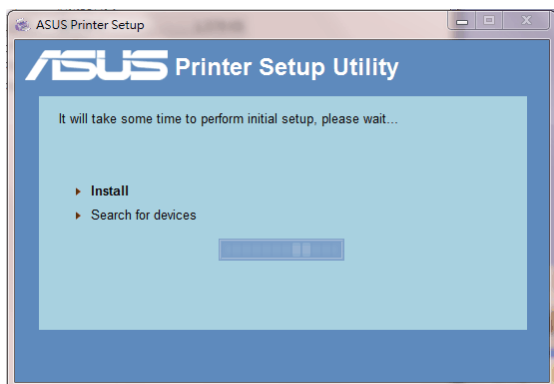 ASUS Printer Setup
ASUS Printer Setup Utility
It will take some time to perform initial setup, please wait...
Install
Search for devices